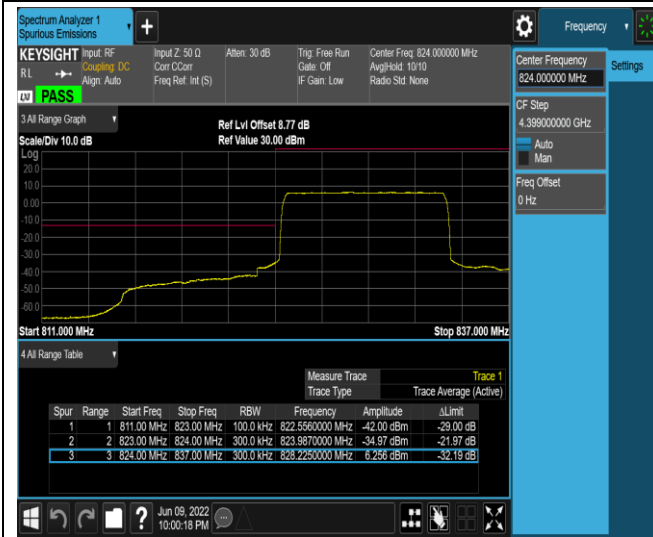 Spectrum Analyzer 1
Spurious Emissions
Frequency
KEYSIGHT
RL
Input: RF
Coupling: DC
Align: Auto
Input Z: 50 Ω
Corr CCorr
Freq Ref: Int (S)
Atten: 30 dB
Trig: Free Run
Gate: Off
IF Gain: Low
Center Freq: 824.000000 MHz
Avg|Hold: 10/10
Radio Std: None
LXI PASS
Center Frequency
824.000000 MHz
Settings
CF Step
4.399000000 GHz
Auto
Man
Freq Offset
0 Hz
3 All Range Graph
Scale/Div 10.0 dB
Ref Lvl Offset 8.77 dB
Ref Value 30.00 dBm
Log
20.0
10.0
0.00
-10.0
-20.0
-30.0
-40.0
-50.0
-60.0
Start 811.000 MHz
Stop 837.000 MHz
4 All Range Table
Measure Trace Trace 1
Trace Type Trace Average (Active)
Spur Range Start Freq Stop Freq RBW Frequency Amplitude ΔLimit
1 1 811.00 MHz 823.00 MHz 100.0 kHz 822.5560000 MHz -42.00 dBm -29.00 dB
2 2 823.00 MHz 824.00 MHz 300.0 kHz 823.9870000 MHz -34.97 dBm -21.97 dB
3 3 824.00 MHz 837.00 MHz 300.0 kHz 828.2250000 MHz 6.256 dBm -32.19 dB
Jun 09, 2022
10:00:18 PM